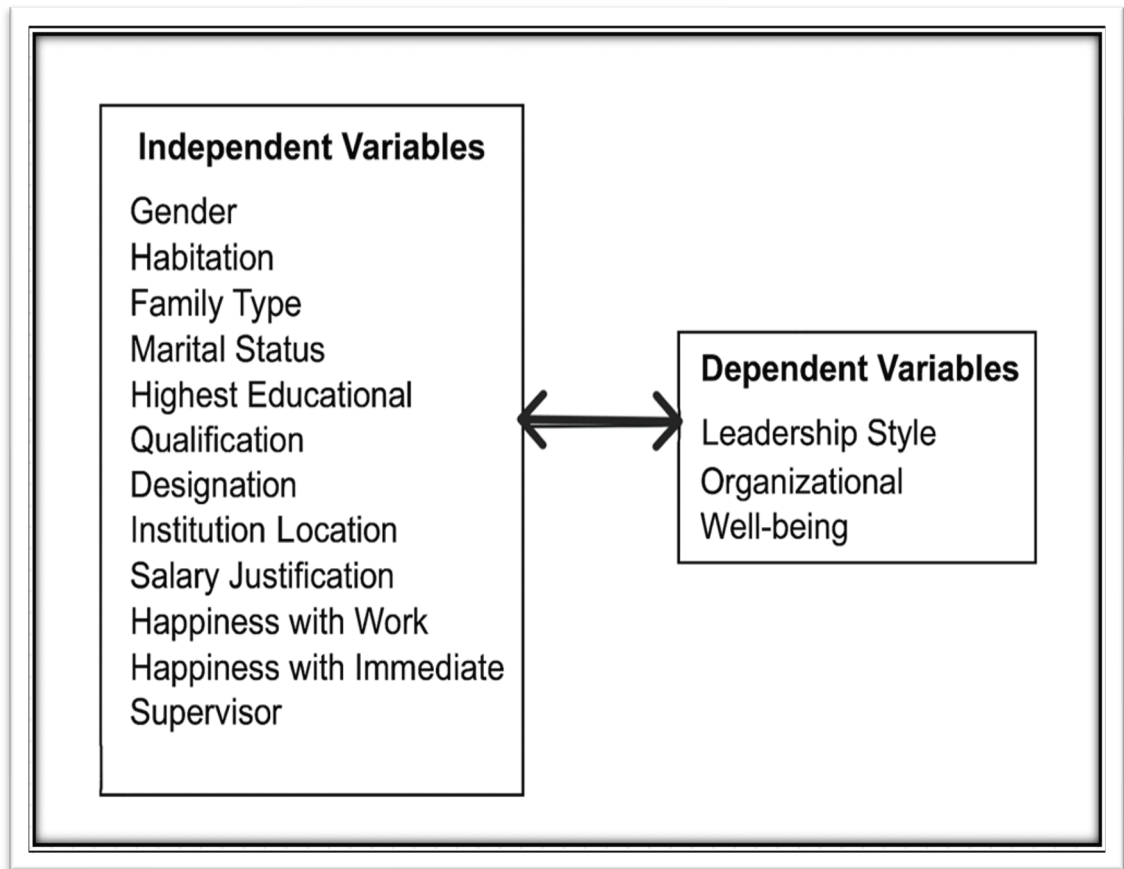 Independent Variables
Gender
Habitation
Family Type
Marital Status
Highest Educational
Qualification
Designation
Institution Location
Salary Justification
Happiness with Work
Happiness with Immediate
Supervisor
Dependent Variables
Leadership Style
Organizational
Well-being